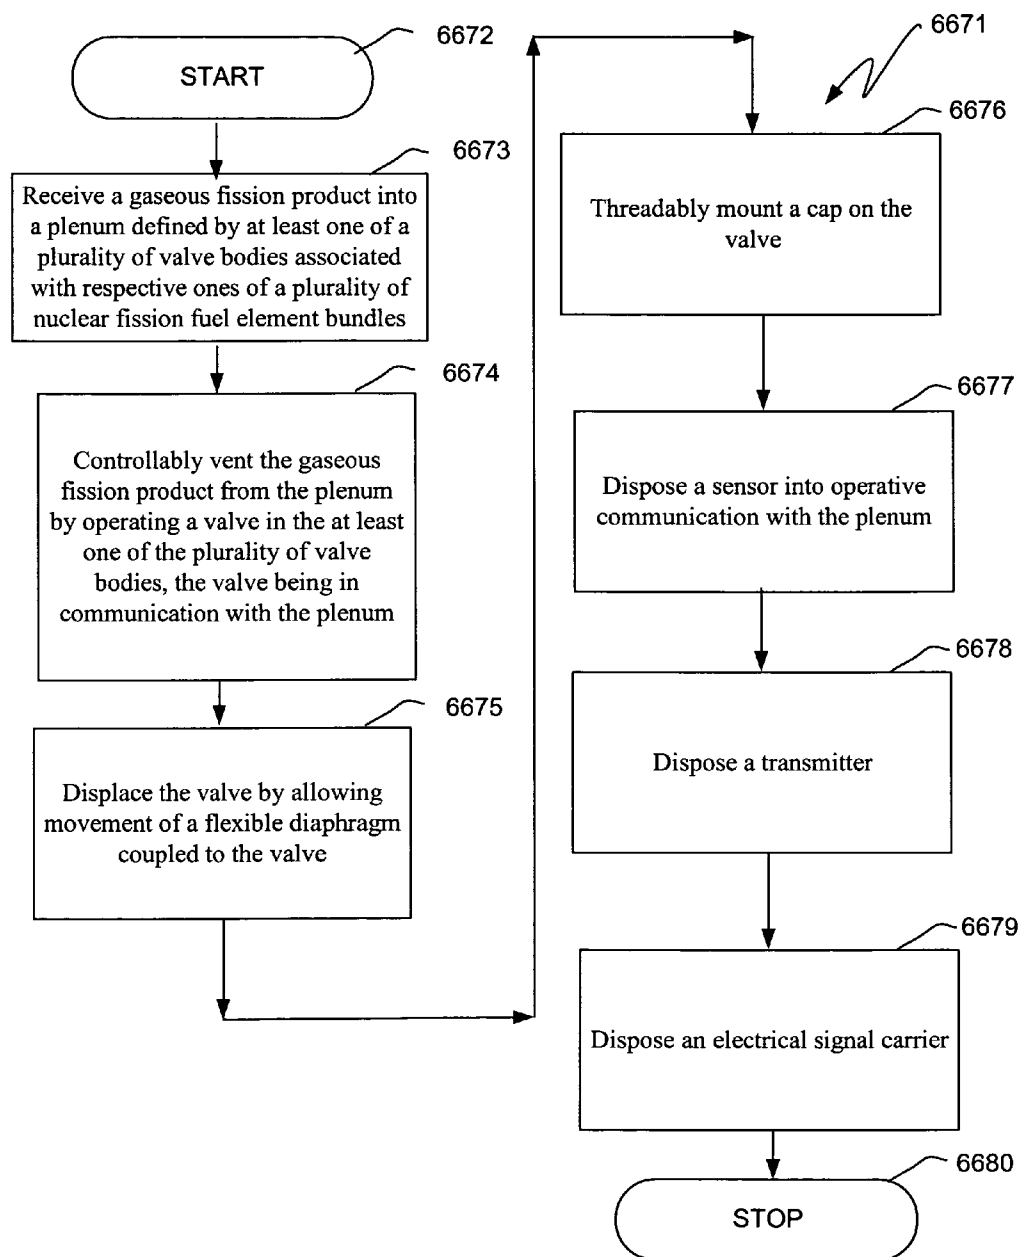 6672
START
6673
Receive a gaseous fission product into
a plenum defined by at least one of a
plurality of valve bodies associated
with respective ones of a plurality of
nuclear fission fuel element bundles
6674
Controllably vent the gaseous
fission product from the plenum
by operating a valve in the at least
one of the plurality of valve
bodies, the valve being in
communication with the plenum
6675
Displace the valve by allowing
movement of a flexible diaphragm
coupled to the valve
6671
6676
Threadably mount a cap on the
valve
6677
Dispose a sensor into operative
communication with the plenum
6678
Dispose a transmitter
6679
Dispose an electrical signal carrier
6680
STOP